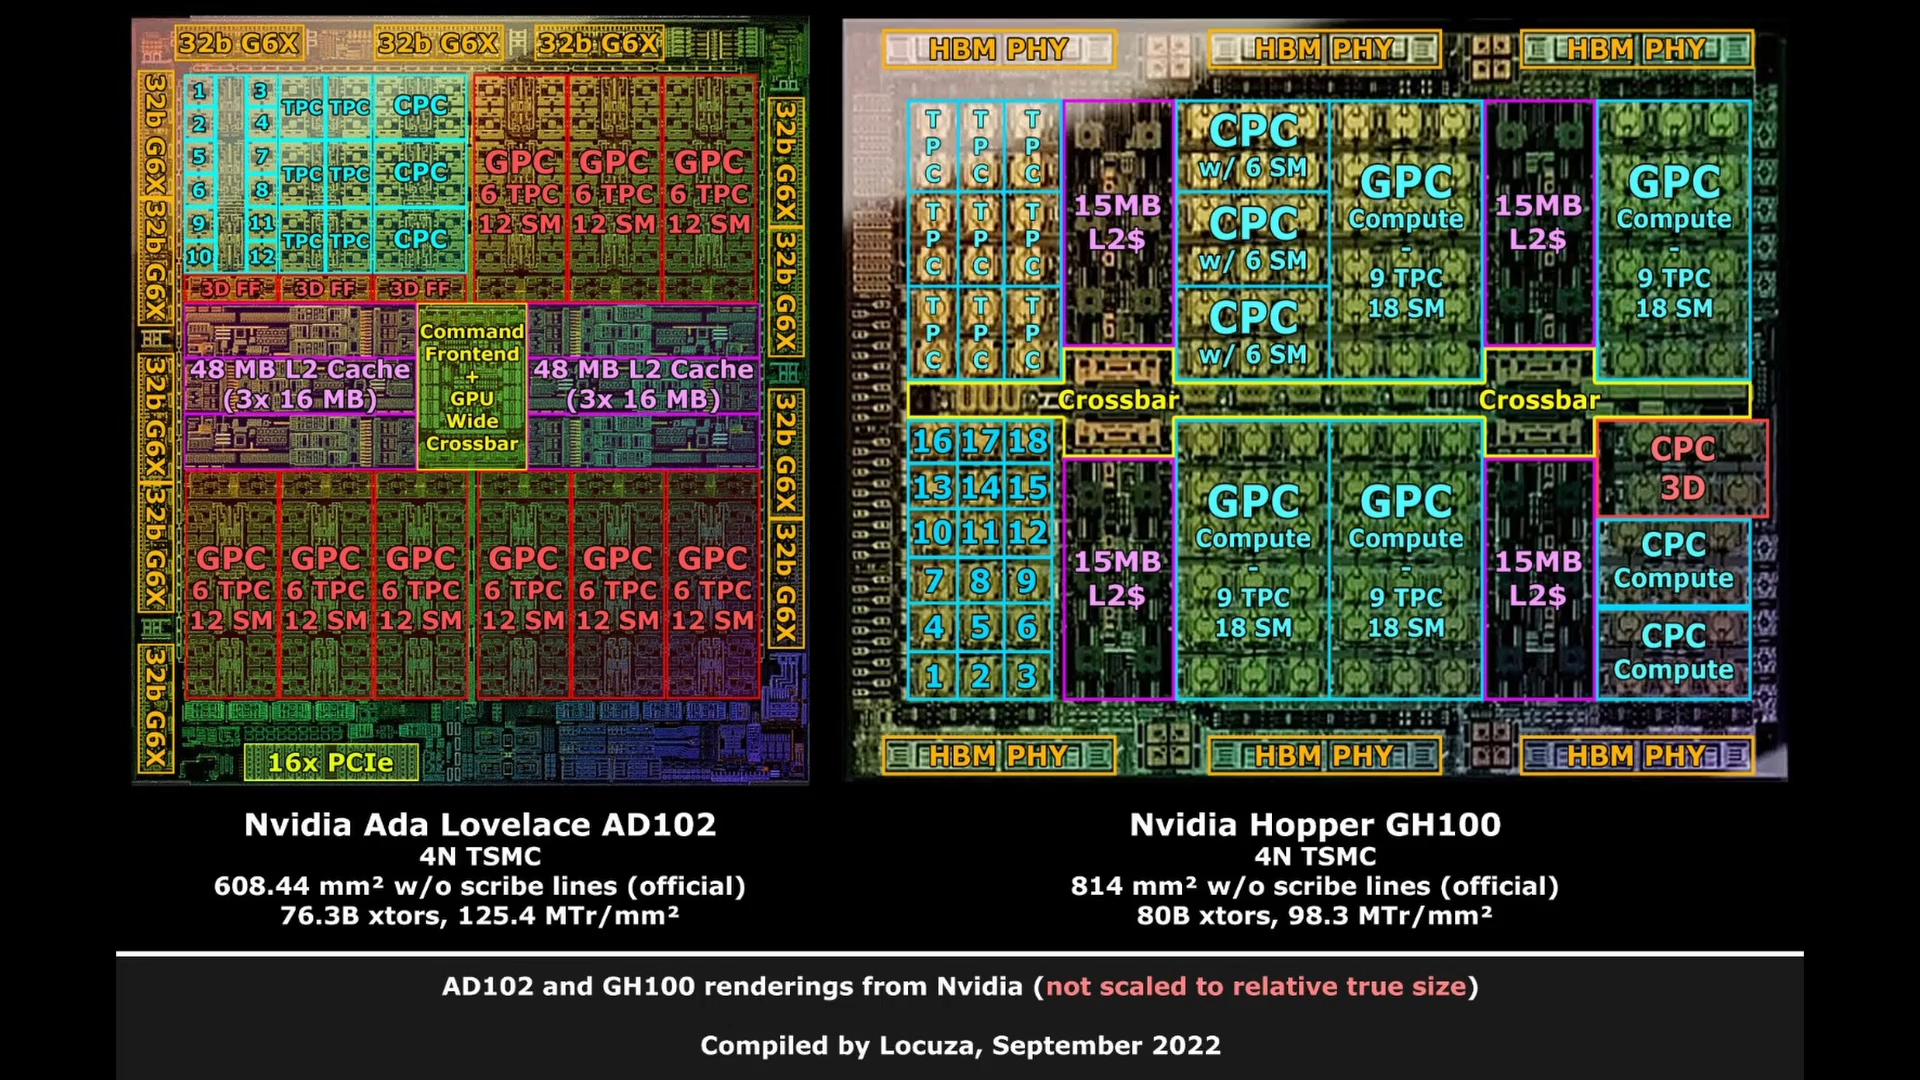 32b G6X 32b G6X 32b G6X
32b G6X
32b G6X
32b G6X
32b G6X
32b G6X
32b G6X
32b G6X
32b G6X
32b G6X
1 3 TPC TPC CPC
2 4
5 7 TPC TPC CPC
6 8
9 11 TPC TPC CPC
10 12
3D FF 3D FF 3D FF
GPC GPC GPC
6 TPC 6 TPC 6 TPC
12 SM 12 SM 12 SM
48 MB L2 Cache
(3x 16 MB)
Command
Frontend
+
GPU
Wide
Crossbar
48 MB L2 Cache
(3x 16 MB)
GPC GPC GPC GPC GPC GPC
6 TPC 6 TPC 6 TPC 6 TPC 6 TPC 6 TPC
12 SM 12 SM 12 SM 12 SM 12 SM 12 SM
16x PCIe
Nvidia Ada Lovelace AD102
4N TSMC
608.44 mm² w/o scribe lines (official)
76.3B xtors, 125.4 MTr/mm²
HBM PHY HBM PHY HBM PHY
TPC TPC TPC
TPC TPC TPC
TPC TPC TPC
15MB
L2$
CPC
w/ 6 SM
CPC
w/ 6 SM
CPC
w/ 6 SM
GPC
Compute
-
9 TPC
18 SM
15MB
L2$
GPC
Compute
-
9 TPC
18 SM
Crossbar Crossbar
16 17 18
13 14 15
10 11 12
7 8 9
4 5 6
1 2 3
15MB
L2$
GPC
Compute
-
9 TPC
18 SM
GPC
Compute
-
9 TPC
18 SM
15MB
L2$
CPC
3D
CPC
Compute
CPC
Compute
HBM PHY HBM PHY HBM PHY
Nvidia Hopper GH100
4N TSMC
814 mm² w/o scribe lines (official)
80B xtors, 98.3 MTr/mm²
AD102 and GH100 renderings from Nvidia (not scaled to relative true size)
Compiled by Locuza, September 2022